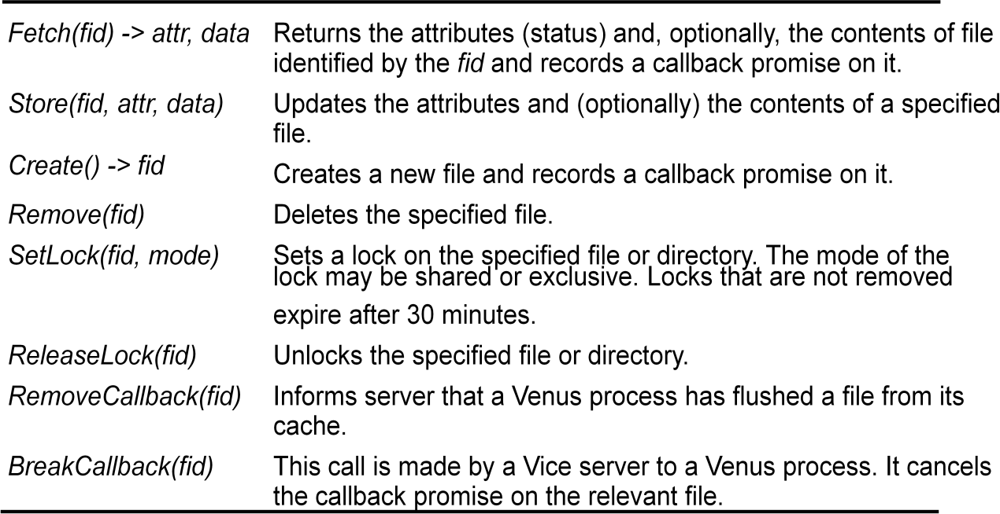 Fetch(fid) -> attr, data Returns the attributes (status) and, optionally, the contents of file
identified by the fid and records a callback promise on it.
Store(fid, attr, data) Updates the attributes and (optionally) the contents of a specified
file.
Create() -> fid Creates a new file and records a callback promise on it.
Remove(fid) Deletes the specified file.
SetLock(fid, mode) Sets a lock on the specified file or directory. The mode of the
lock may be shared or exclusive. Locks that are not removed
expire after 30 minutes.
ReleaseLock(fid) Unlocks the specified file or directory.
RemoveCallback(fid) Informs server that a Venus process has flushed a file from its
cache.
BreakCallback(fid) This call is made by a Vice server to a Venus process. It cancels
the callback promise on the relevant file.